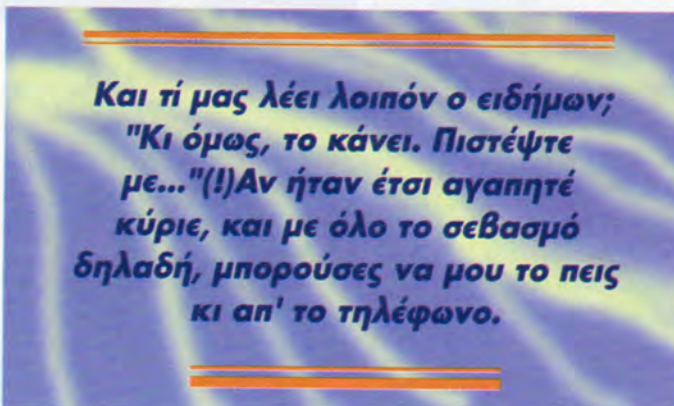 Και τί μας λέει λοιπόν ο ειδήμων;
"Κι όμως, το κάνει. Πιστέψτε
με..."(!)Αν ήταν έτσι αγαπητέ
κύριε, και με όλο το σεβασμό
δηλαδή, μπορούσες να μου το πεις
κι απ' το τηλέφωνο.